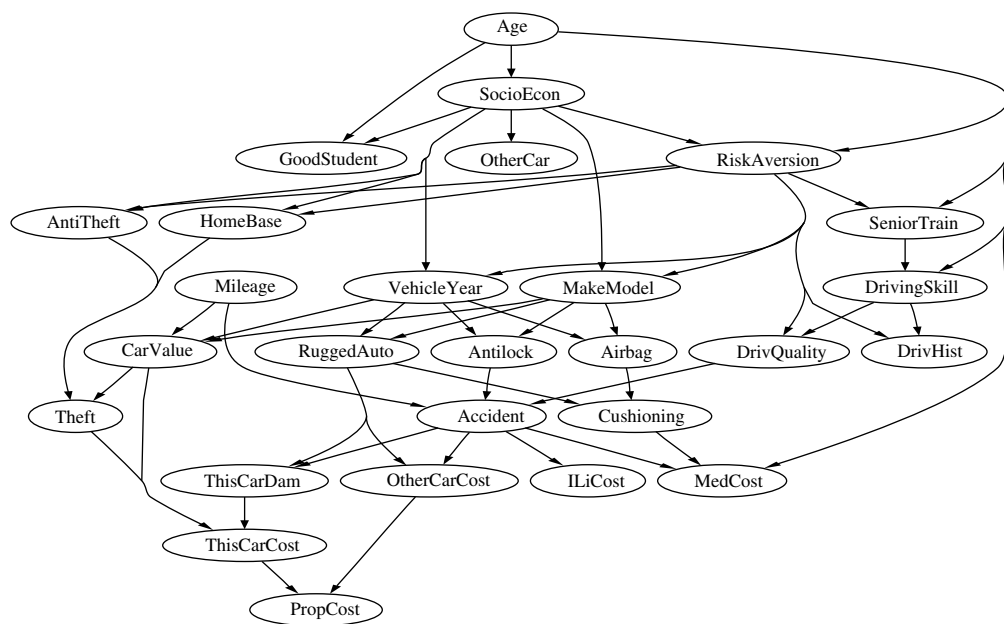 Age
SocioEcon
GoodStudent
OtherCar
RiskAversion
AntiTheft
HomeBase
SeniorTrain
Mileage
VehicleYear
MakeModel
DrivingSkill
CarValue
RuggedAuto
Antilock
Airbag
DrivQuality
DrivHist
Theft
Accident
Cushioning
ThisCarDam
OtherCarCost
ILiCost
MedCost
ThisCarCost
PropCost